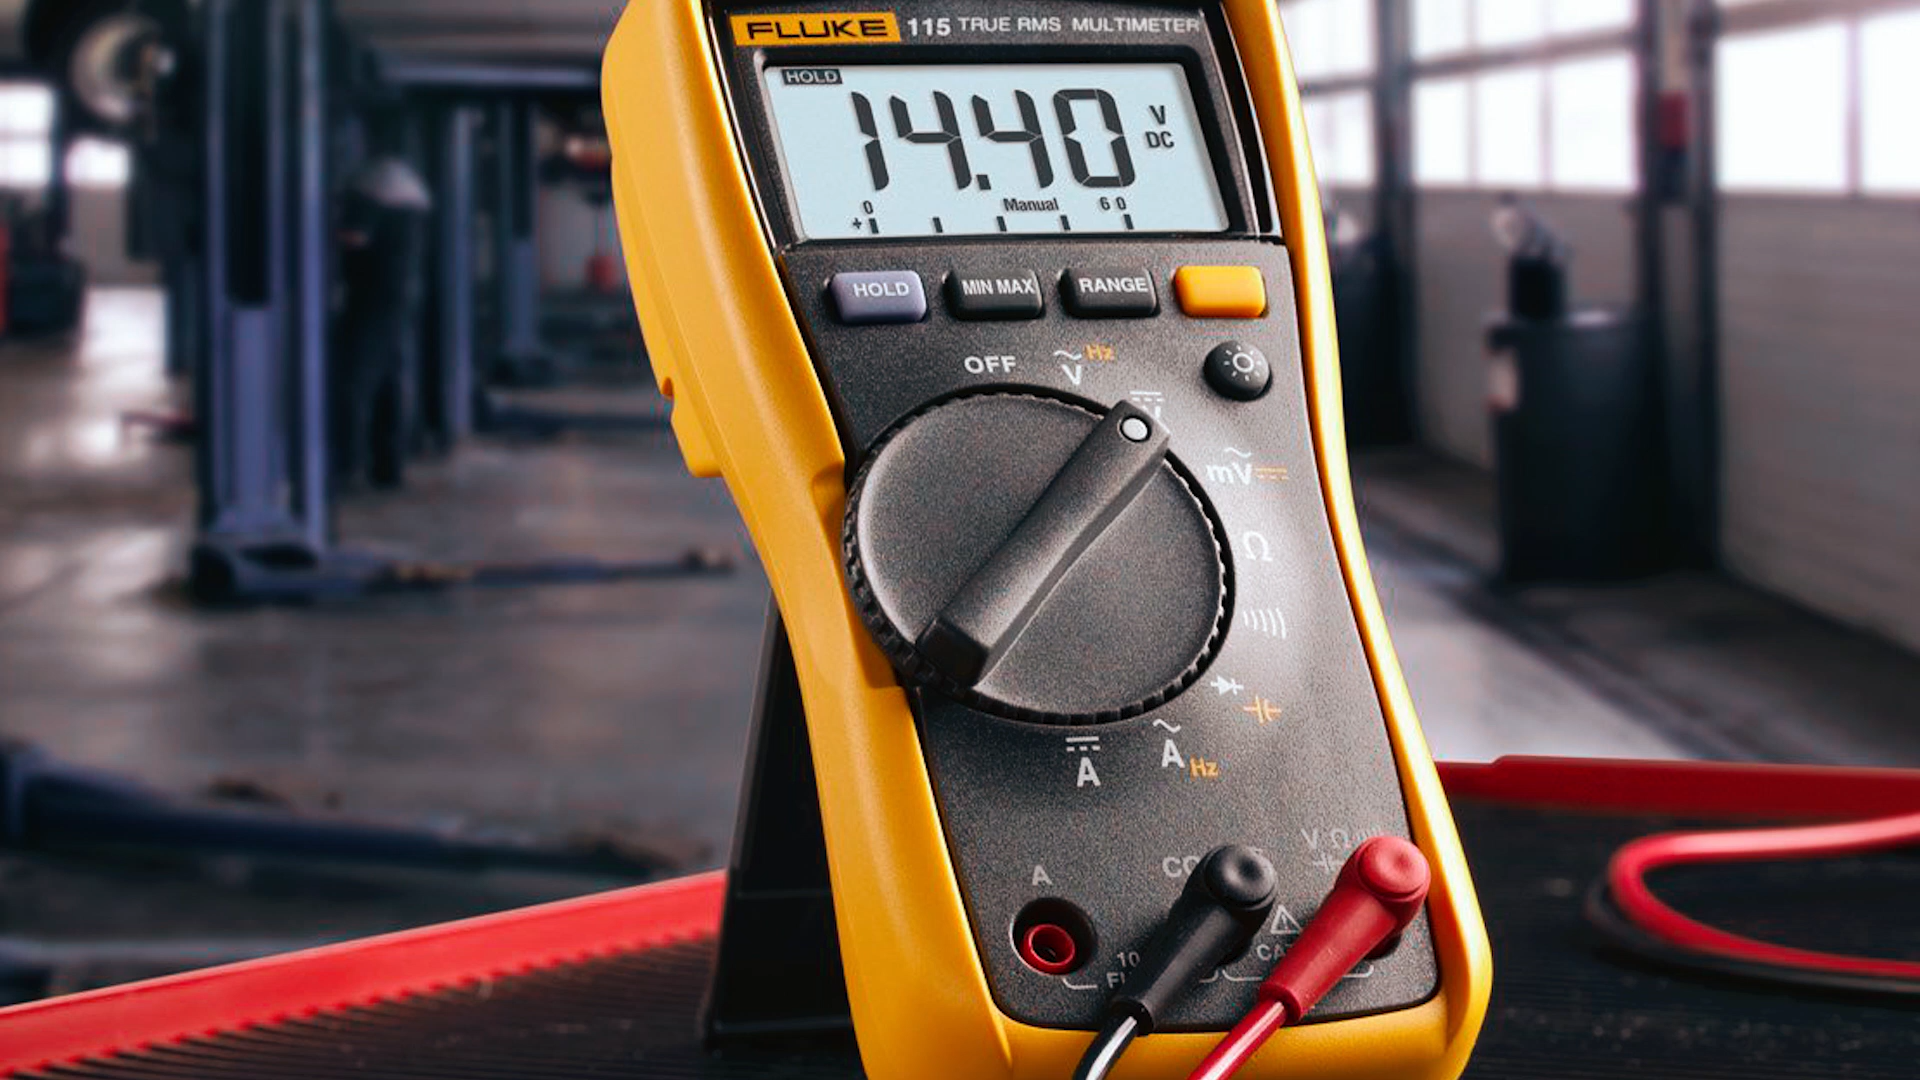 FLUKE 115 TRUE RMS MULTIMETER
HOLD
14.40 V DC
0 Manual 60
+
HOLD MIN MAX RANGE
OFF Ṽ Hz
V
mV
Ω
A
A Hz
A
V Ω
10